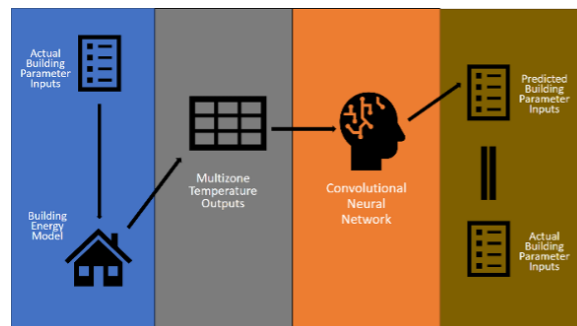 Actual
Building
Parameter
Inputs
Building
Energy
Model
Multizone
Temperature
Outputs
Convolutional
Neural
Network
Predicted
Building
Parameter
Inputs
Actual
Building
Parameter
Inputs